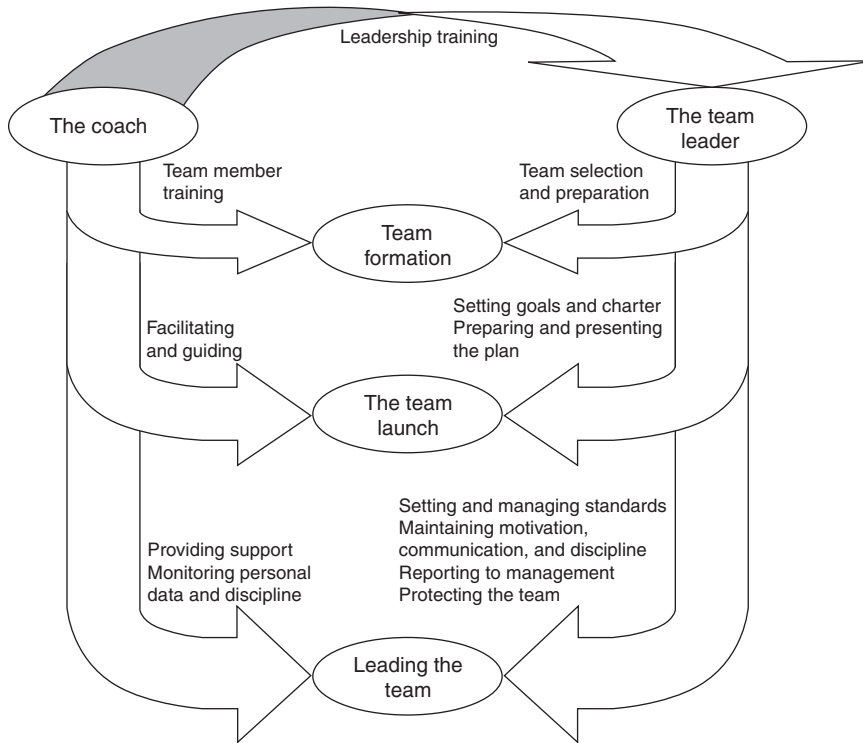 Leadership training
The coach
The team
leader
Team member
training
Team selection
and preparation
Team
formation
Facilitating
and guiding
Setting goals and charter
Preparing and presenting
the plan
The team
launch
Providing support
Monitoring personal
data and discipline
Setting and managing standards
Maintaining motivation,
communication, and discipline
Reporting to management
Protecting the team
Leading the
team